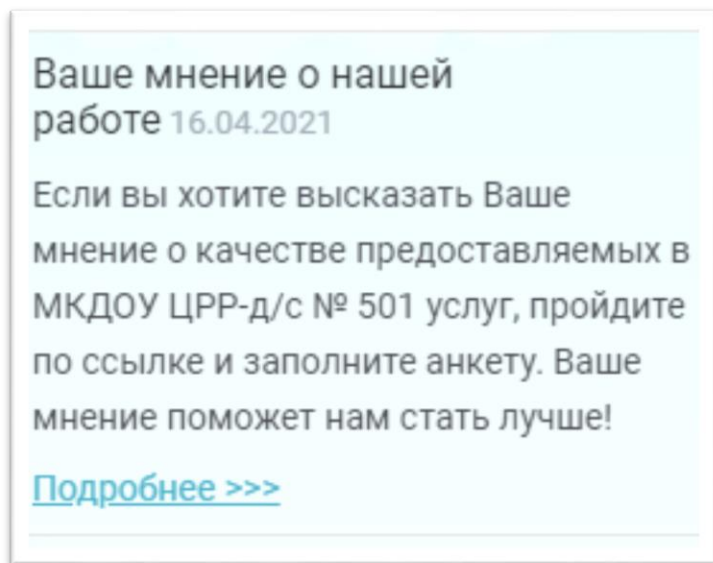 Ваше мнение о нашей
работе 16.04.2021
Если вы хотите высказать Ваше
мнение о качестве предоставляемых в
МКДОУ ЦРР-д/с № 501 услуг, пройдите
по ссылке и заполните анкету. Ваше
мнение поможет нам стать лучше!
Подробнее >>>